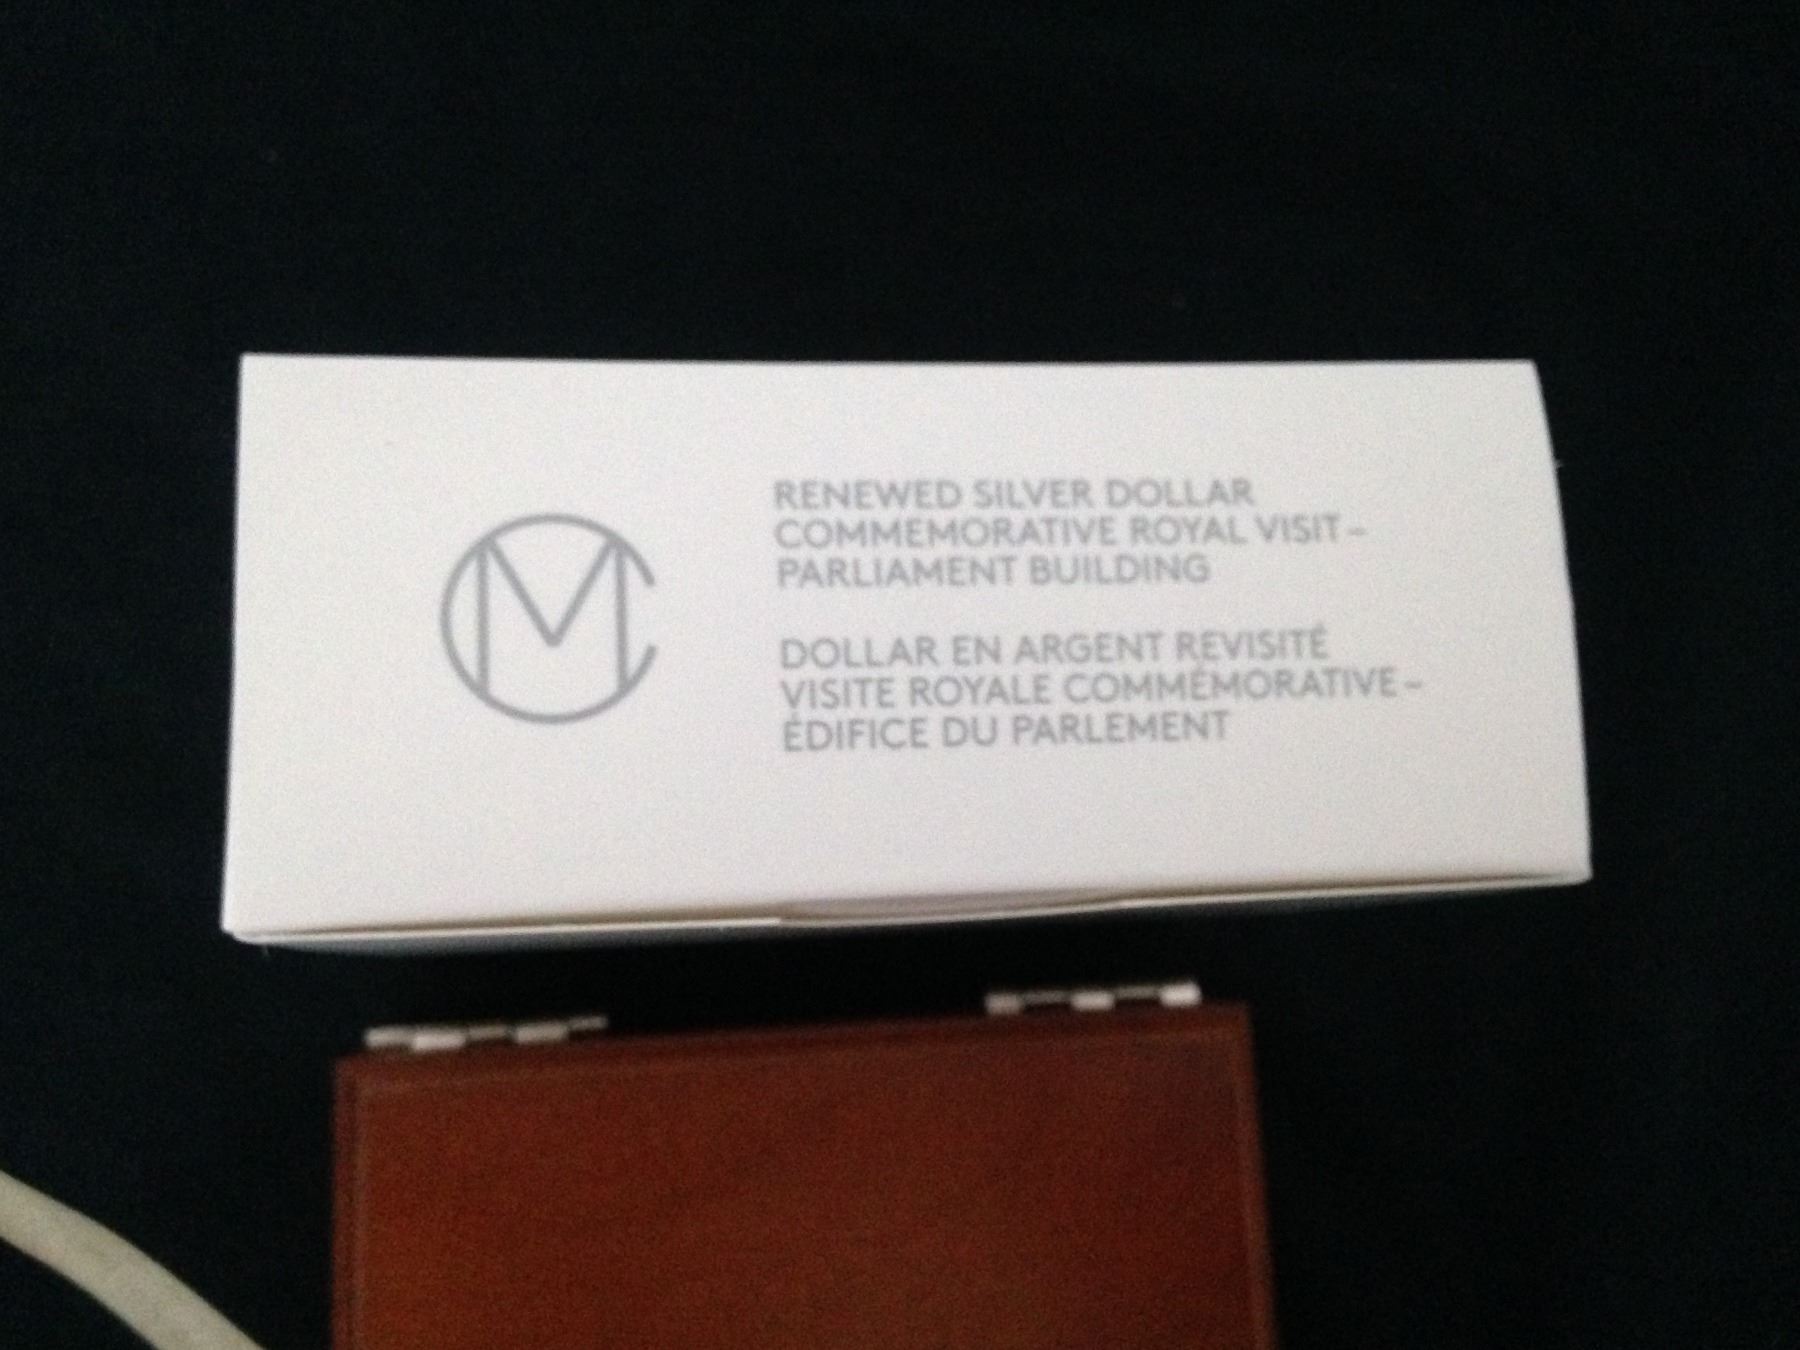 RENEWED SILVER DOLLAR
COMMEMORATIVE ROYAL VISIT –
PARLIAMENT BUILDING
DOLLAR EN ARGENT REVISITÉ
VISITE ROYALE COMMÉMORATIVE –
ÉDIFICE DU PARLEMENT